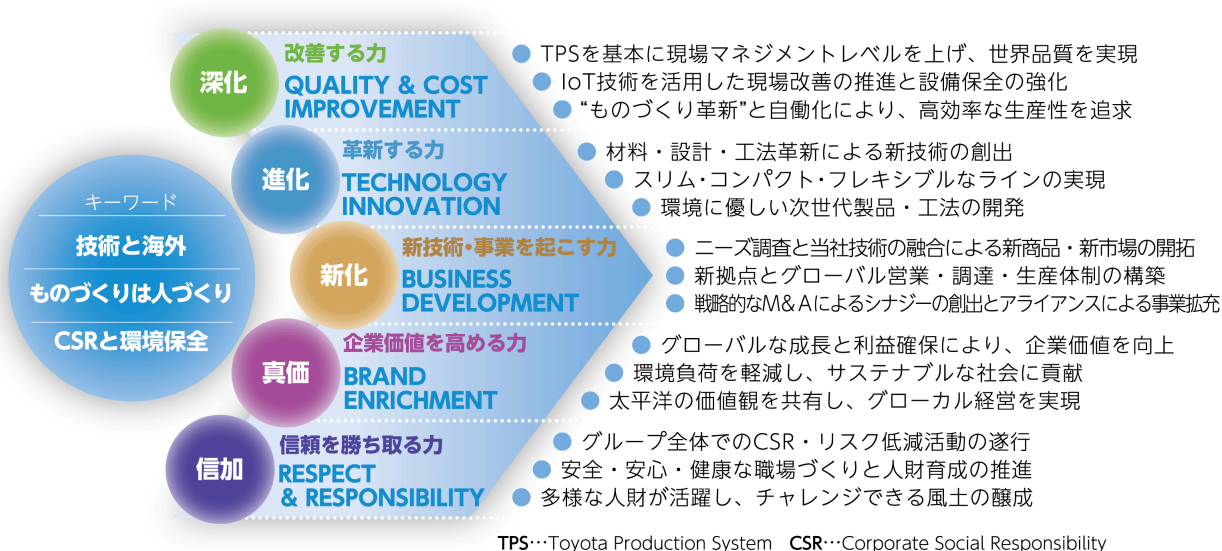 キーワード
技術と海外
ものづくりは人づくり
CSRと環境保全
深化
改善する力
QUALITY & COST
IMPROVEMENT
● TPSを基本に現場マネジメントレベルを上げ、世界品質を実現
● IoT技術を活用した現場改善の推進と設備保全の強化
● “ものづくり革新”と自働化により、高効率な生産性を追求
進化
革新する力
TECHNOLOGY
INNOVATION
● 材料・設計・工法革新による新技術の創出
● スリム・コンパクト・フレキシブルなラインの実現
● 環境に優しい次世代製品・工法の開発
新化
新技術・事業を起こす力
BUSINESS
DEVELOPMENT
● ニーズ調査と当社技術の融合による新商品・新市場の開拓
● 新拠点とグローバル営業・調達・生産体制の構築
● 戦略的なM&Aによるシナジーの創出とアライアンスによる事業拡充
真価
企業価値を高める力
BRAND
ENRICHMENT
● グローバルな成長と利益確保により、企業価値を向上
● 環境負荷を軽減し、サステナブルな社会に貢献
● 太平洋の価値観を共有し、グローカル経営を実現
信加
信頼を勝ち取る力
RESPECT
& RESPONSIBILITY
● グループ全体でのCSR・リスク低減活動の遂行
● 安全・安心・健康な職場づくりと人財育成の推進
● 多様な人財が活躍し、チャレンジできる風土の醸成
TPS…Toyota Production System CSR…Corporate Social Responsibility